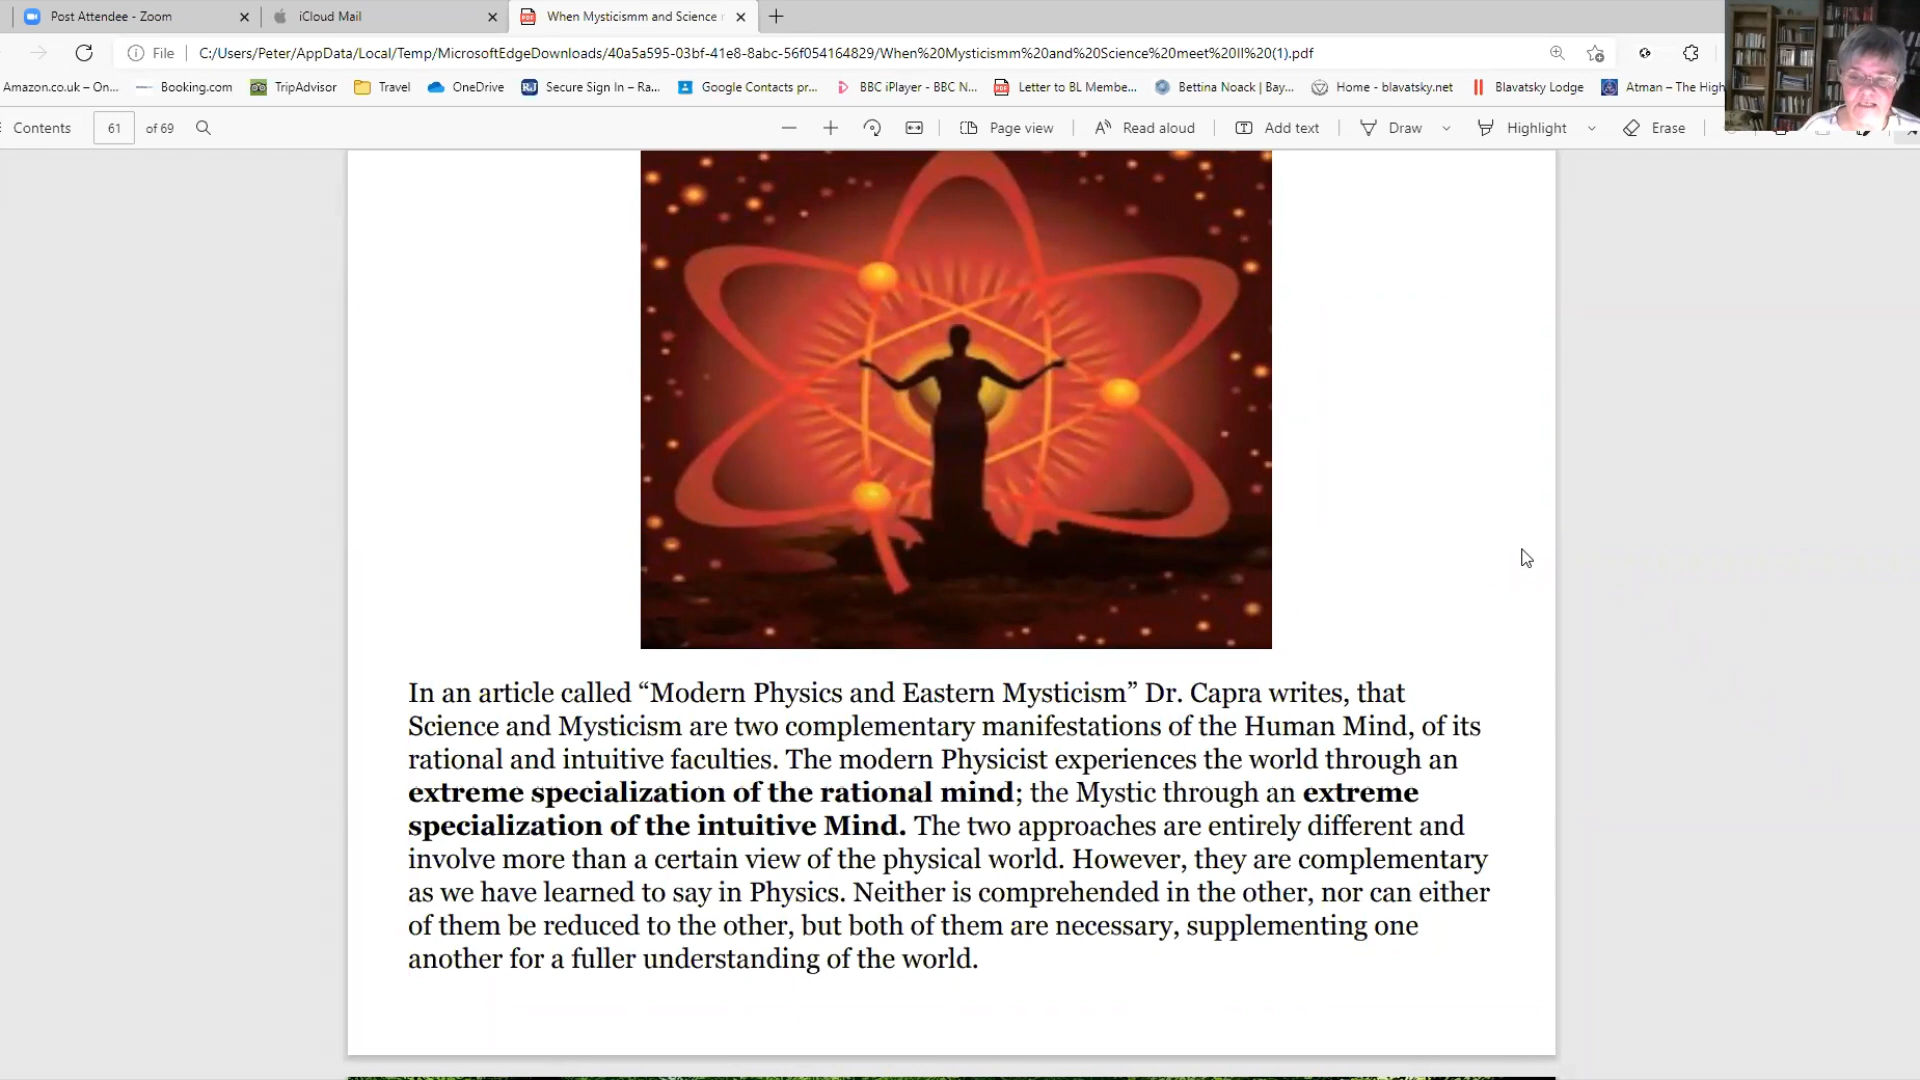 Post Attendee - Zoom
iCloud Mail
When Mysticismm and Science
File
C:/Users/Peter/AppData/Local/Temp/MicrosoftEdgeDownloads/40a5a595-03bf-41e8-8abc-56f054164829/When%20Mysticismm%20and%20Science%20meet%20II%20(1).pdf
Amazon.co.uk – On...
Booking.com
TripAdvisor
Travel
OneDrive
Secure Sign In – Ra...
Google Contacts pr...
BBC iPlayer - BBC N...
Letter to BL Membe...
Bettina Noack | Bay...
Home - blavatsky.net
Blavatsky Lodge
Atman – The High
Contents
61
of 69
Page view
Read aloud
Add text
Draw
Highlight
Erase
In an article called “Modern Physics and Eastern Mysticism” Dr. Capra writes, that
Science and Mysticism are two complementary manifestations of the Human Mind, of its
rational and intuitive faculties. The modern Physicist experiences the world through an
extreme specialization of the rational mind; the Mystic through an extreme
specialization of the intuitive Mind. The two approaches are entirely different and
involve more than a certain view of the physical world. However, they are complementary
as we have learned to say in Physics. Neither is comprehended in the other, nor can either
of them be reduced to the other, but both of them are necessary, supplementing one
another for a fuller understanding of the world.